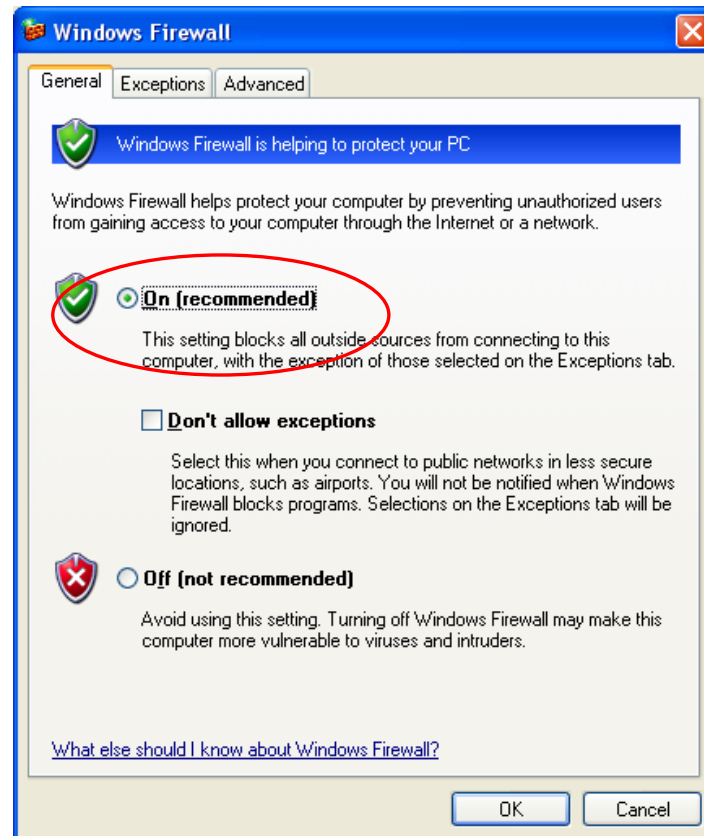 Windows Firewall
General Exceptions Advanced
Windows Firewall is helping to protect your PC
Windows Firewall helps protect your computer by preventing unauthorized users
from gaining access to your computer through the Internet or a network.
On (recommended)
This setting blocks all outside sources from connecting to this
computer, with the exception of those selected on the Exceptions tab.
Don't allow exceptions
Select this when you connect to public networks in less secure
locations, such as airports. You will not be notified when Windows
Firewall blocks programs. Selections on the Exceptions tab will be
ignored.
Off (not recommended)
Avoid using this setting. Turning off Windows Firewall may make this
computer more vulnerable to viruses and intruders.
What else should I know about Windows Firewall?
OK Cancel